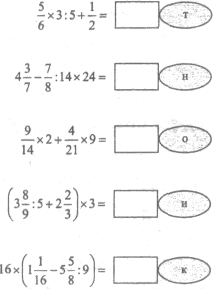 5/6 × 3 : 5 + 1/2 = т
4 3/7 − 7/8 : 14 × 24 = н
9/14 × 2 + 4/21 × 9 = о
(3 8/9 : 5 + 2 2/3) × 3 = и
16 × (1 1/16 − 5 5/8 : 9) = к